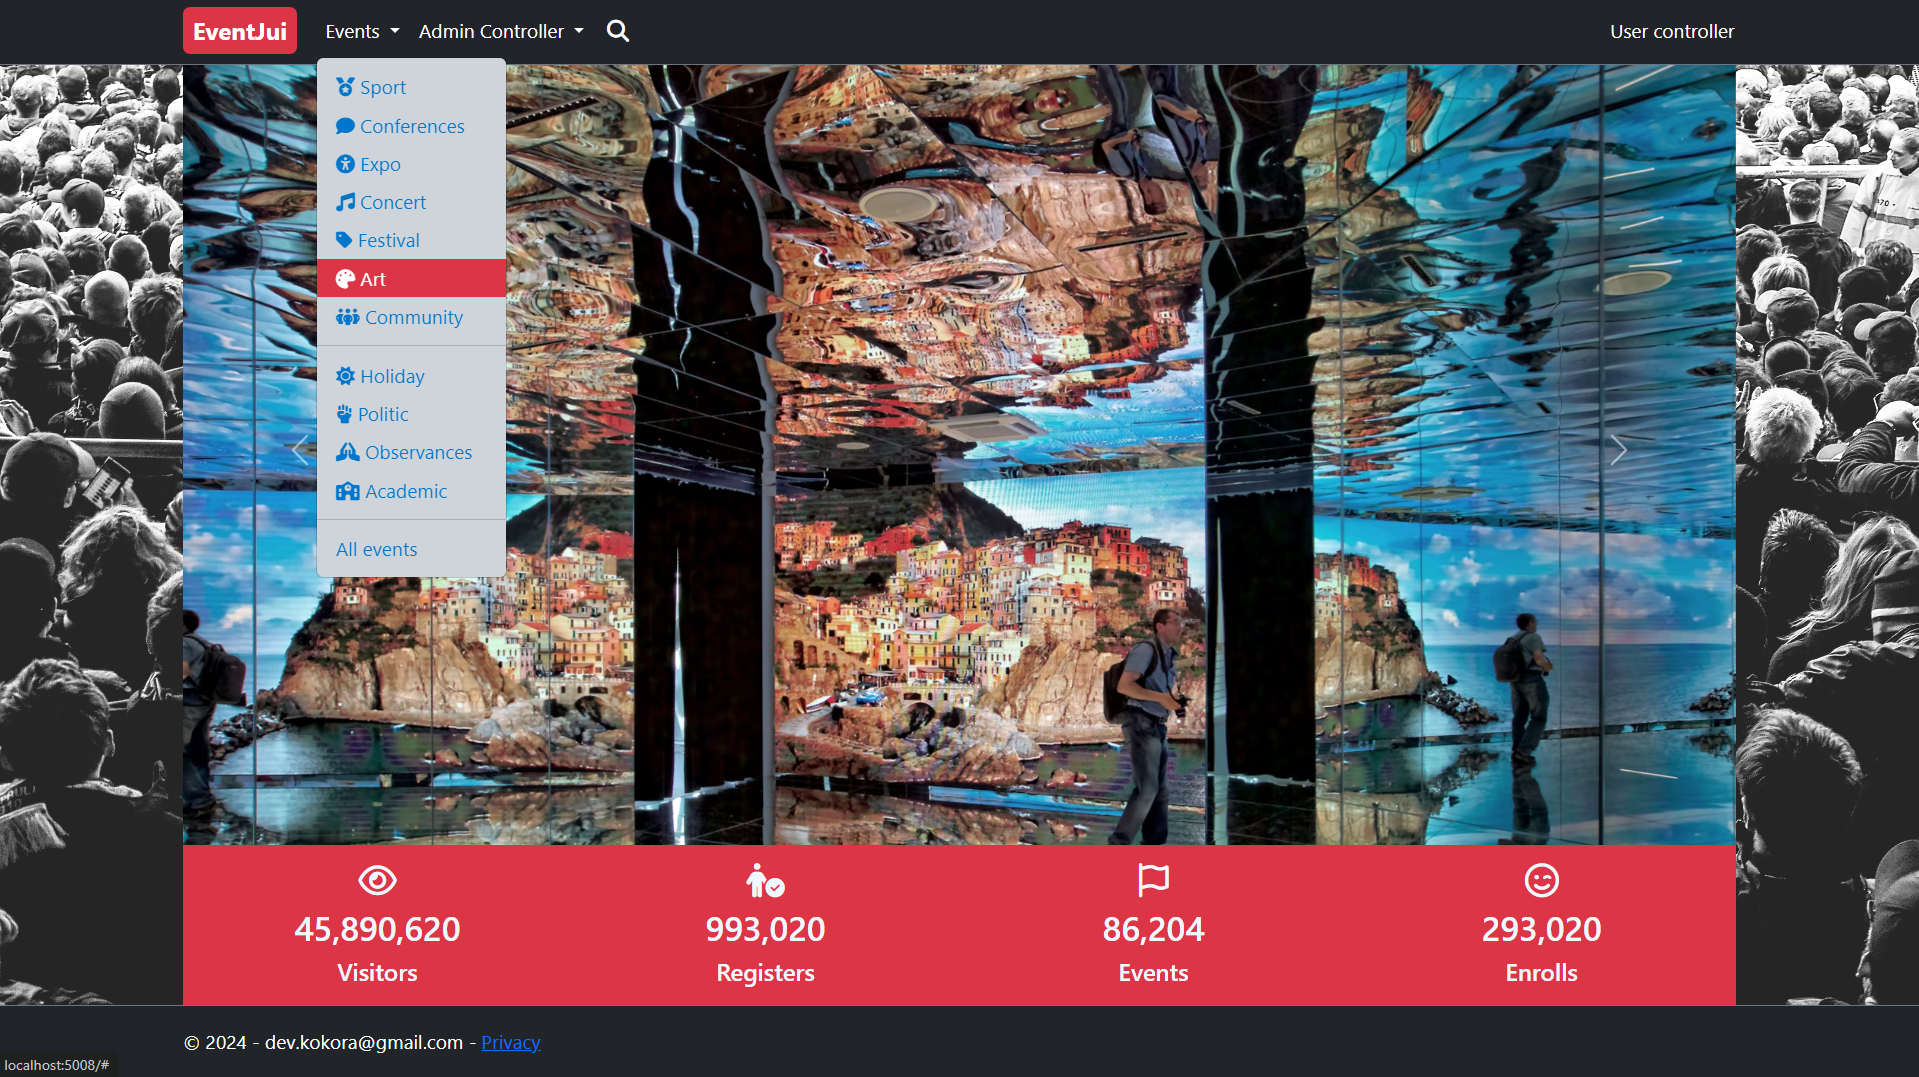 EventJui
Events
Admin Controller
User controller
Sport
Conferences
Expo
Concert
Festival
Art
Community
Holiday
Politic
Observances
Academic
All events
45,890,620
Visitors
993,020
Registers
86,204
Events
293,020
Enrolls
© 2024 - dev.kokora@gmail.com - Privacy
localhost:5008/#